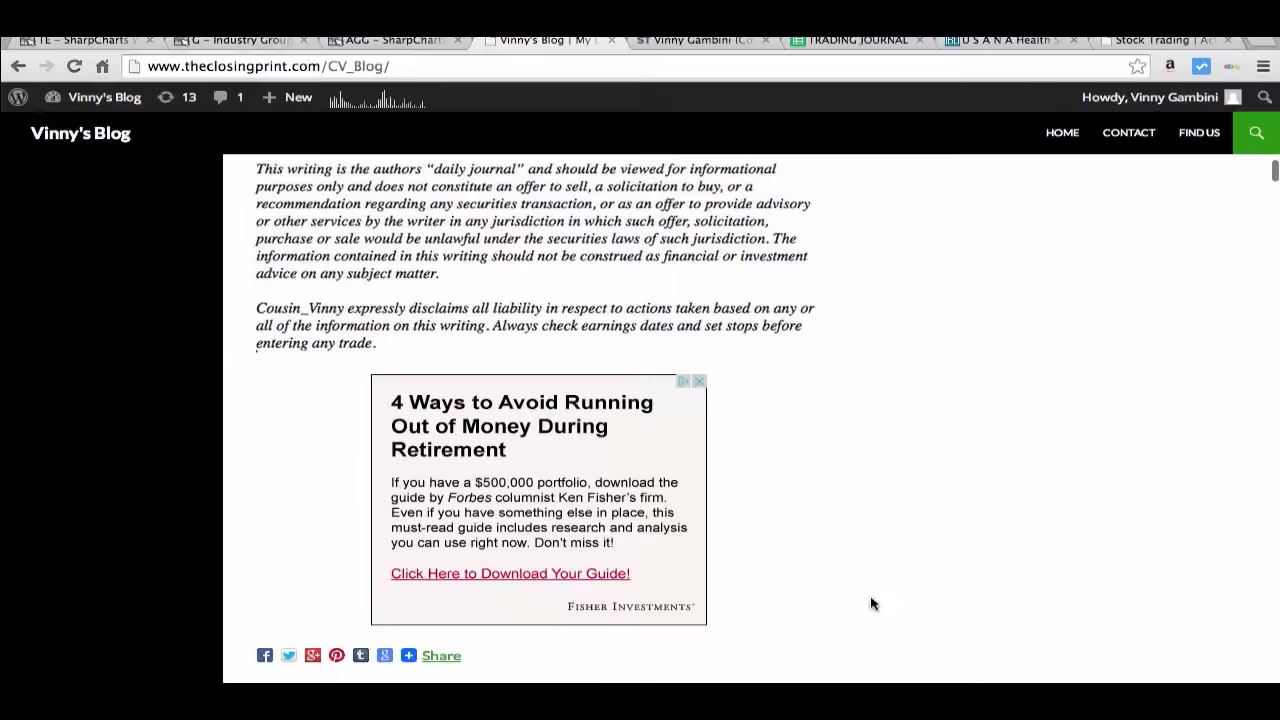 TE - SharpCharts
G - Industry Grou
AGG - SharpChart
Vinny's Blog | My L
ST Vinny Gambini (Co
TRADING JOURNAL
U S A N A Health S
Stock Trading | Ac
www.theclosingprint.com/CV_Blog/
Vinny's Blog 13 1 + New
Howdy, Vinny Gambini
Vinny's Blog
HOME CONTACT FIND US
This writing is the authors “daily journal” and should be viewed for informational
purposes only and does not constitute an offer to sell, a solicitation to buy, or a
recommendation regarding any securities transaction, or as an offer to provide advisory
or other services by the writer in any jurisdiction in which such offer, solicitation,
purchase or sale would be unlawful under the securities laws of such jurisdiction. The
information contained in this writing should not be construed as financial or investment
advice on any subject matter.
Cousin_Vinny expressly disclaims all liability in respect to actions taken based on any or
all of the information on this writing. Always check earnings dates and set stops before
entering any trade.
4 Ways to Avoid Running
Out of Money During
Retirement
If you have a $500,000 portfolio, download the
guide by Forbes columnist Ken Fisher's firm.
Even if you have something else in place, this
must-read guide includes research and analysis
you can use right now. Don't miss it!
Click Here to Download Your Guide!
FISHER INVESTMENTS
Share